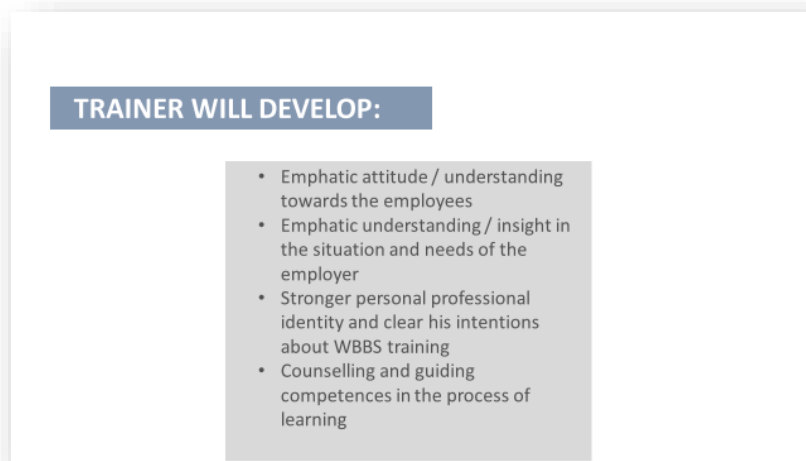 TRAINER WILL DEVELOP:
• Emphatic attitude / understanding
towards the employees
• Emphatic understanding / insight in
the situation and needs of the
employer
• Stronger personal professional
identity and clear his intentions
about WBBS training
• Counselling and guiding
competences in the process of
learning